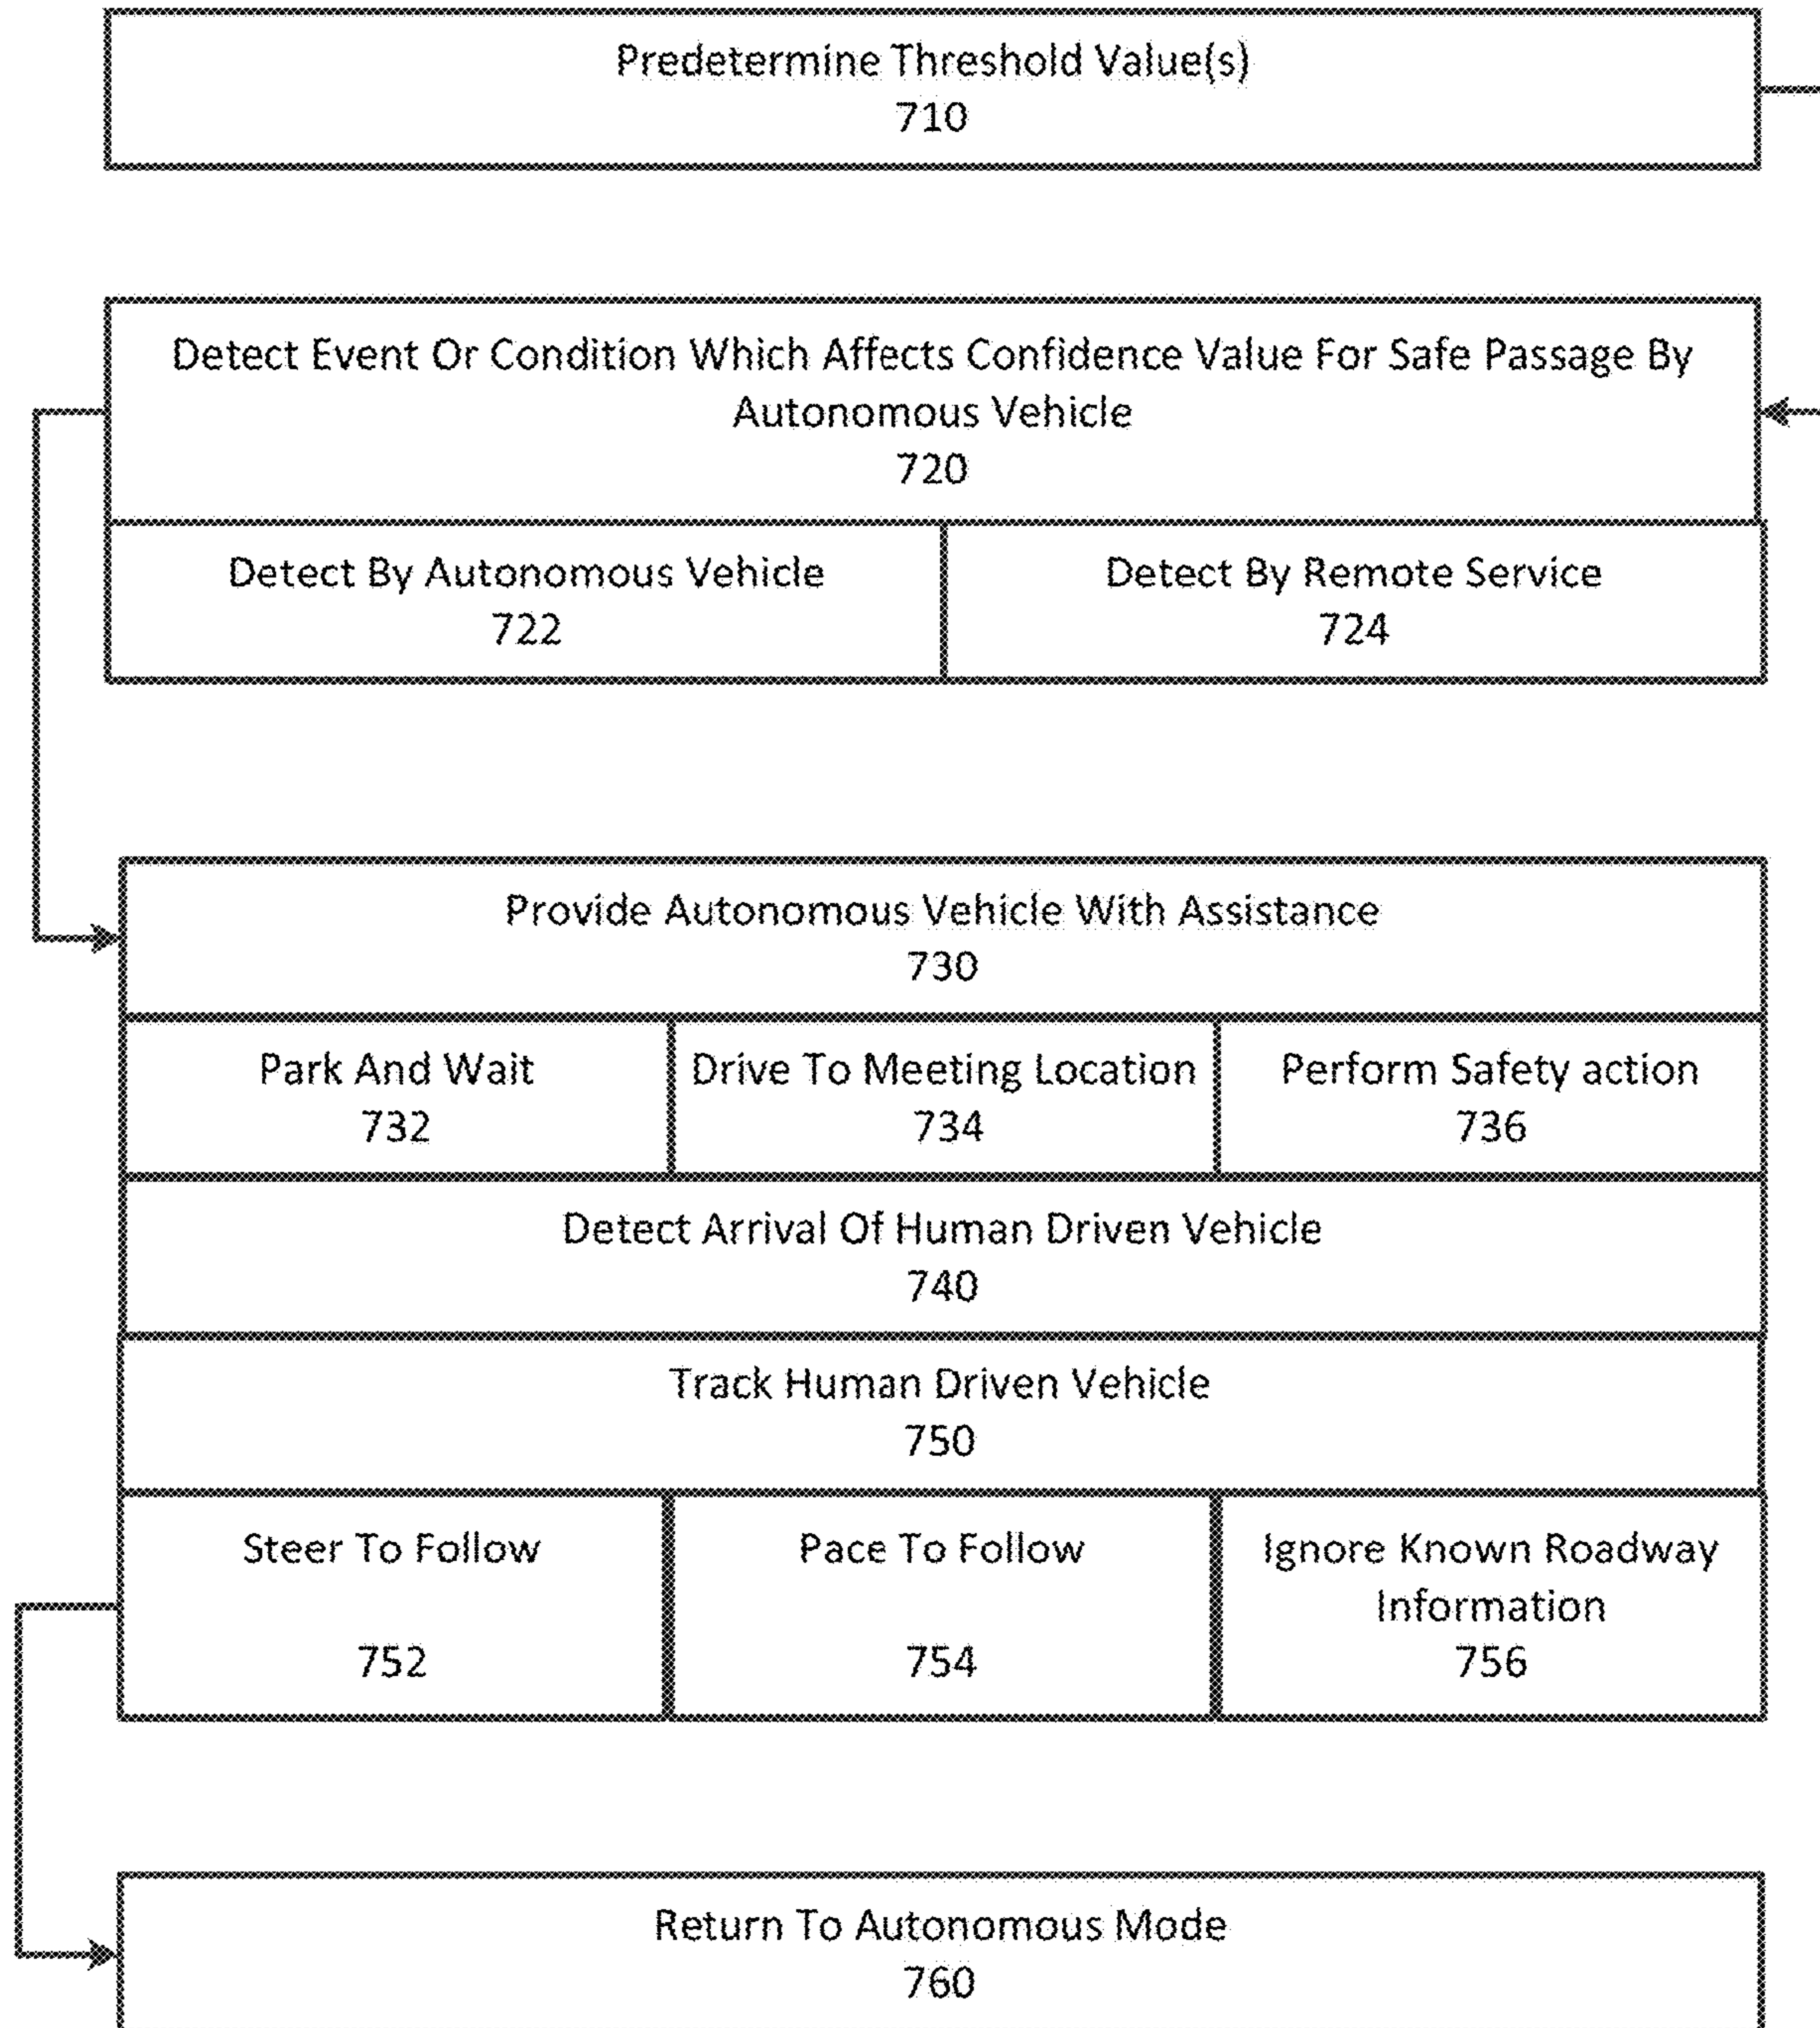 Predetermine Threshold Value(s)
710
Detect Event Or Condition Which Affects Confidence Value For Safe Passage By
Autonomous Vehicle
720
Detect By Autonomous Vehicle
722
Detect By Remote Service
724
Provide Autonomous Vehicle With Assistance
730
Park And Wait
732
Drive To Meeting Location
734
Perform Safety action
736
Detect Arrival Of Human Driven Vehicle
740
Track Human Driven Vehicle
750
Steer To Follow
752
Pace To Follow
754
Ignore Known Roadway
Information
756
Return To Autonomous Mode
760